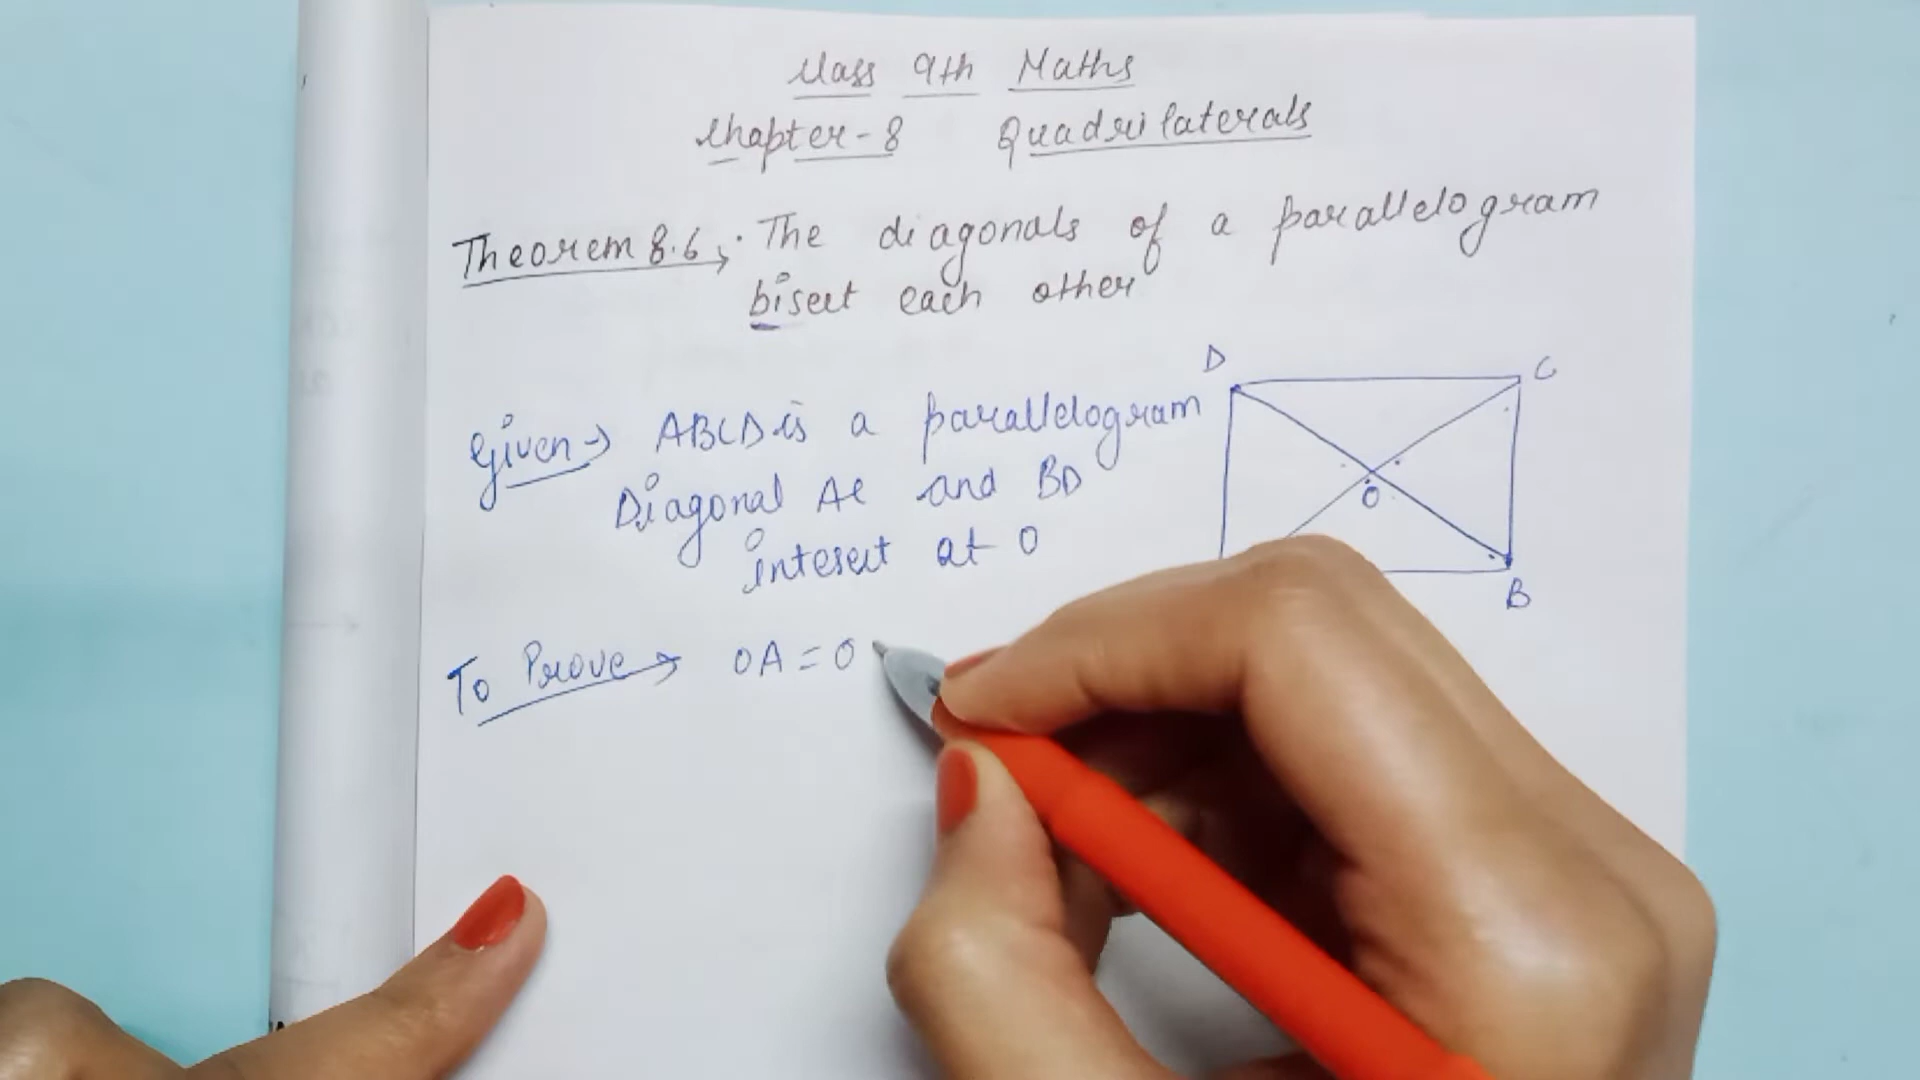 Class 9th Maths
Chapter-8 Quadrilaterals
Theorem 8.6 → The diagonals of a parallelogram
bisect each other
Given → ABCD is a parallelogram
Diagonal AC and BD
intesect at O
To Prove → OA = O
D
C
O
B